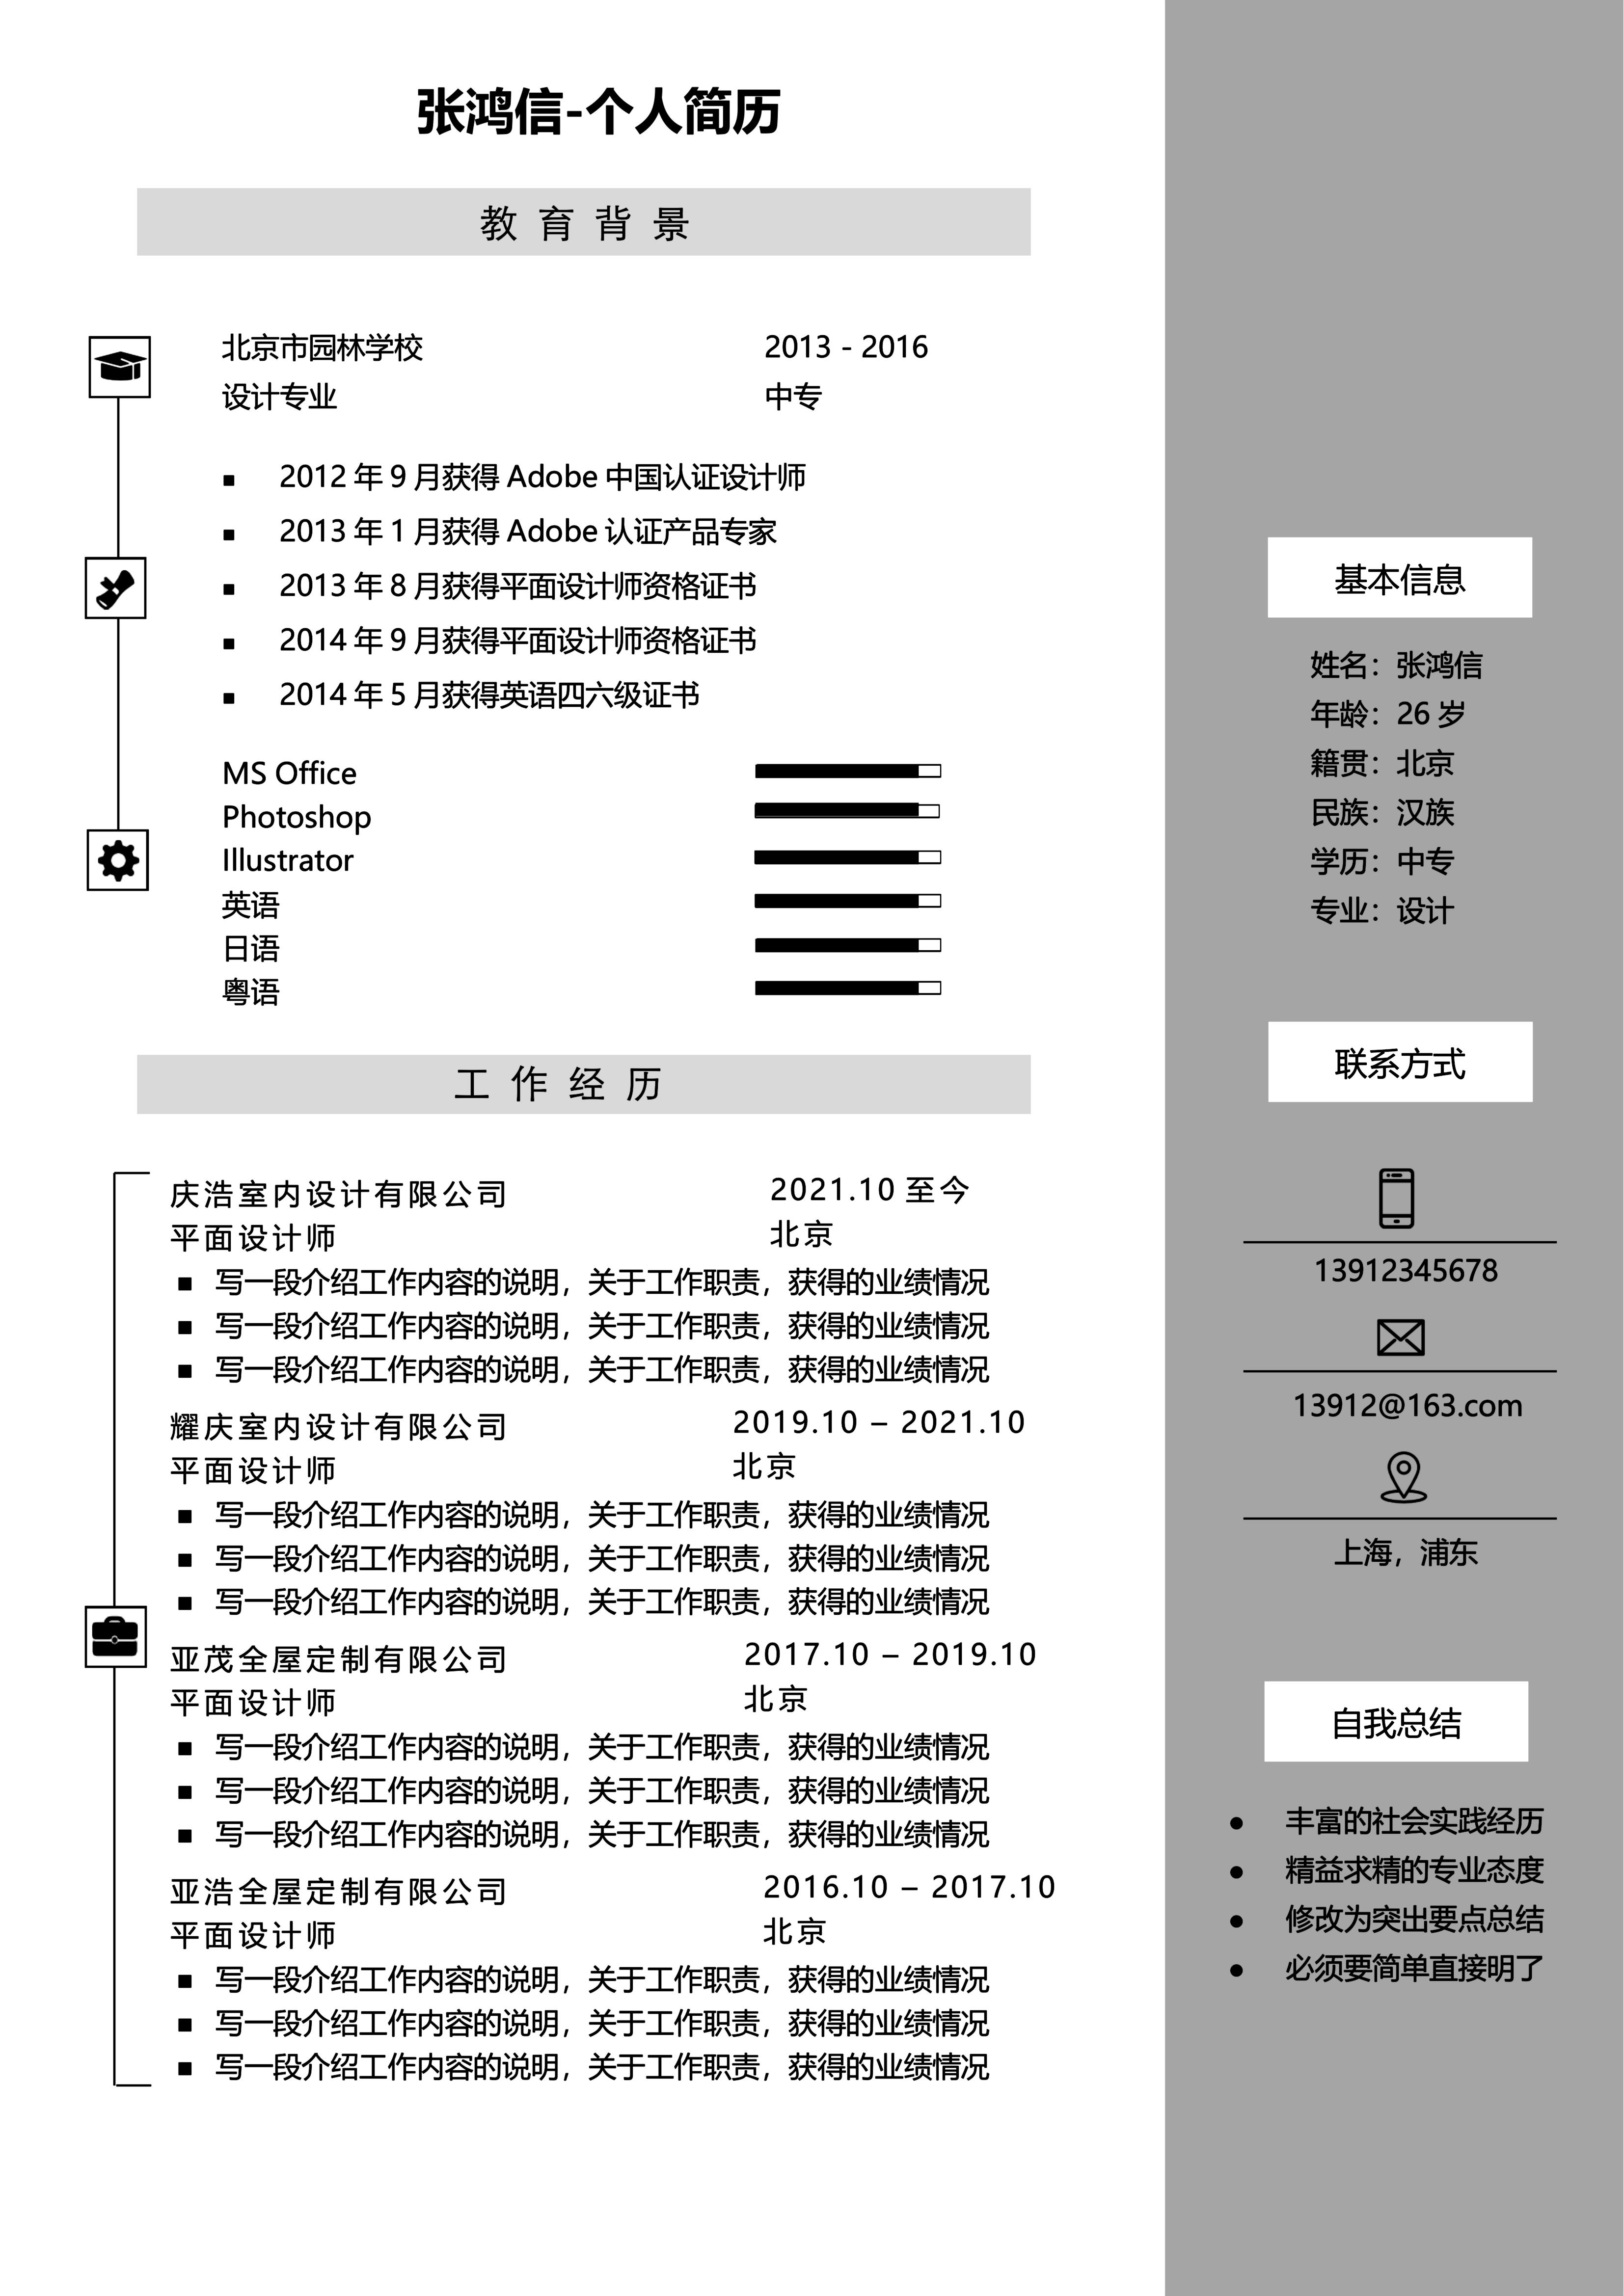 张鸿信-个人简历
教育背景
北京市园林学校 2013 - 2016
设计专业 中专
2012 年 9 月获得 Adobe 中国认证设计师
2013 年 1 月获得 Adobe 认证产品专家
2013 年 8 月获得平面设计师资格证书
2014 年 9 月获得平面设计师资格证书
2014 年 5 月获得英语四六级证书
MS Office
Photoshop
Illustrator
英语
日语
粤语
工作经历
庆浩室内设计有限公司 2021.10 至今
平面设计师 北京
写一段介绍工作内容的说明，关于工作职责，获得的业绩情况
写一段介绍工作内容的说明，关于工作职责，获得的业绩情况
写一段介绍工作内容的说明，关于工作职责，获得的业绩情况
耀庆室内设计有限公司 2019.10 – 2021.10
平面设计师 北京
写一段介绍工作内容的说明，关于工作职责，获得的业绩情况
写一段介绍工作内容的说明，关于工作职责，获得的业绩情况
写一段介绍工作内容的说明，关于工作职责，获得的业绩情况
亚茂全屋定制有限公司 2017.10 – 2019.10
平面设计师 北京
写一段介绍工作内容的说明，关于工作职责，获得的业绩情况
写一段介绍工作内容的说明，关于工作职责，获得的业绩情况
写一段介绍工作内容的说明，关于工作职责，获得的业绩情况
亚浩全屋定制有限公司 2016.10 – 2017.10
平面设计师 北京
写一段介绍工作内容的说明，关于工作职责，获得的业绩情况
写一段介绍工作内容的说明，关于工作职责，获得的业绩情况
写一段介绍工作内容的说明，关于工作职责，获得的业绩情况
基本信息
姓名：张鸿信
年龄：26 岁
籍贯：北京
民族：汉族
学历：中专
专业：设计
联系方式
13912345678
13912@163.com
上海，浦东
自我总结
丰富的社会实践经历
精益求精的专业态度
修改为突出要点总结
必须要简单直接明了